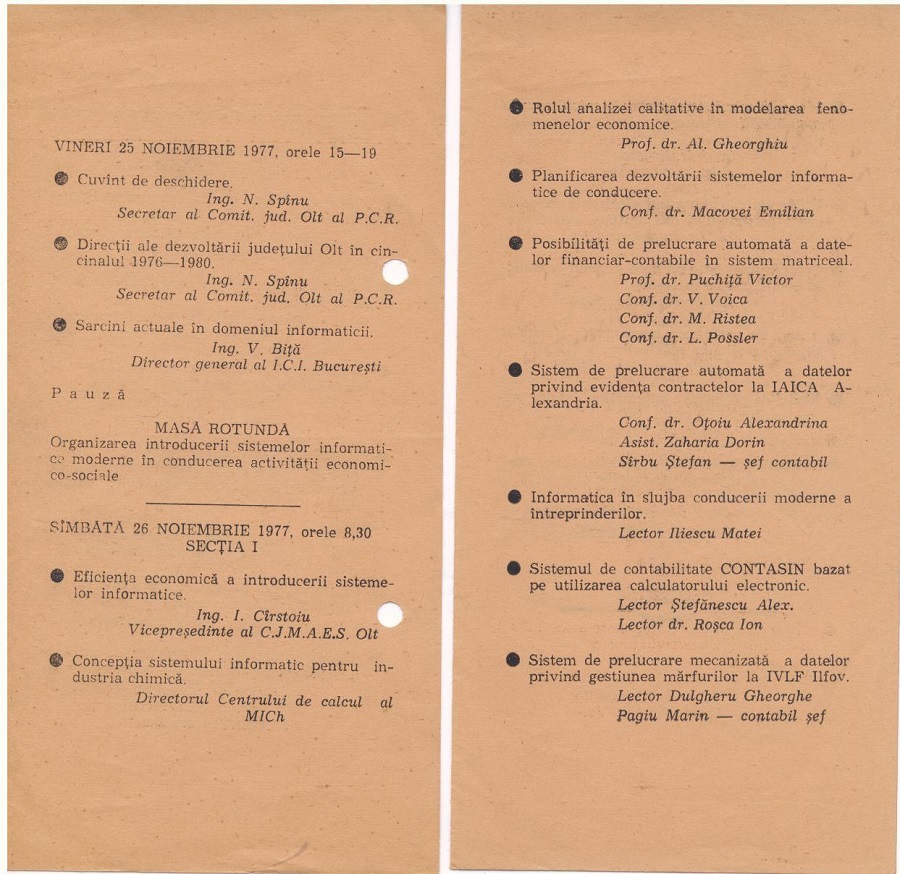 VINERI 25 NOIEMBRIE 1977, orele 15—19
● Cuvînt de deschidere.
Ing. N. Spînu
Secretar al Comit. jud. Olt al P.C.R.
● Direcții ale dezvoltării județului Olt în cin-
cinalul 1976—1980.
Ing. N. Spînu
Secretar al Comit. jud. Olt al P.C.R.
● Sarcini actuale în domeniul informaticii.
Ing. V. Biță
Director general al I.C.I. București
Pauză
MASĂ ROTUNDĂ
Organizarea introducerii sistemelor informati-
ce moderne în conducerea activității economi-
co-sociale
SÎMBĂTĂ 26 NOIEMBRIE 1977, orele 8,30
SECȚIA I
● Eficiența economică a introducerii sisteme-
lor informatice.
Ing. I. Cîrstoiu
Vicepreședinte al C.J.M.A.E.S. Olt
● Concepția sistemului informatic pentru in-
dustria chimică.
Directorul Centrului de calcul al
MICh
● Rolul analizei calitative în modelarea feno-
menelor economice.
Prof. dr. Al. Gheorghiu
● Planificarea dezvoltării sistemelor informa-
tice de conducere.
Conf. dr. Macovei Emilian
● Posibilități de prelucrare automată a date-
lor financiar-contabile în sistem matriceal.
Prof. dr. Puchiță Victor
Conf. dr. V. Voica
Conf. dr. M. Ristea
Conf. dr. L. Possler
● Sistem de prelucrare automată a datelor
privind evidența contractelor la IAICA A-
lexandria.
Conf. dr. Oțoiu Alexandrina
Asist. Zaharia Dorin
Sîrbu Ștefan — șef contabil
● Informatica în slujba conducerii moderne a
întreprinderilor.
Lector Iliescu Matei
● Sistemul de contabilitate CONTASIN bazat
pe utilizarea calculatorului electronic.
Lector Ștefănescu Alex.
Lector dr. Roșca Ion
● Sistem de prelucrare mecanizată a datelor
privind gestiunea mărfurilor la IVLF Ilfov.
Lector Dulgheru Gheorghe
Pagiu Marin — contabil șef